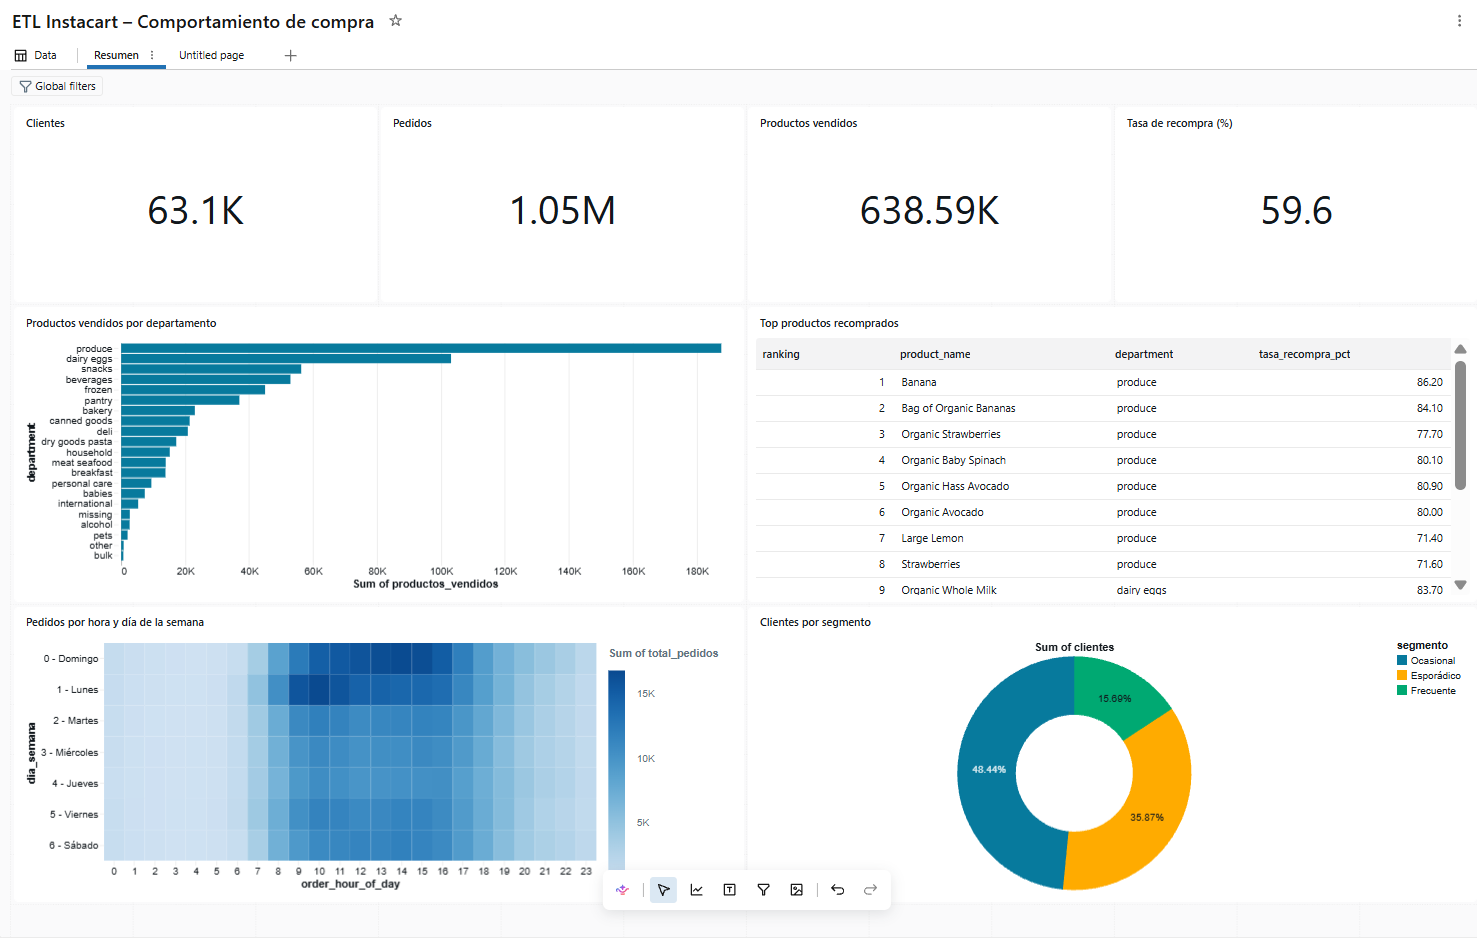 ETL Instacart – Comportamiento de compra
Data
Resumen
Untitled page
Global filters
Clientes
63.1K
Pedidos
1.05M
Productos vendidos
638.59K
Tasa de recompra (%)
59.6
Productos vendidos por departamento
department
produce
dairy eggs
snacks
beverages
frozen
pantry
bakery
canned goods
deli
dry goods pasta
household
meat seafood
breakfast
personal care
babies
international
missing
alcohol
pets
other
bulk
0 20K 40K 60K 80K 100K 120K 140K 160K 180K
Sum of productos_vendidos
Top productos recomprados
ranking product_name department tasa_recompra_pct
1 Banana produce 86.20
2 Bag of Organic Bananas produce 84.10
3 Organic Strawberries produce 77.70
4 Organic Baby Spinach produce 80.10
5 Organic Hass Avocado produce 80.90
6 Organic Avocado produce 80.00
7 Large Lemon produce 71.40
8 Strawberries produce 71.60
9 Organic Whole Milk dairy eggs 83.70
Pedidos por hora y día de la semana
dia_semana
0 - Domingo
1 - Lunes
2 - Martes
3 - Miércoles
4 - Jueves
5 - Viernes
6 - Sábado
0 1 2 3 4 5 6 7 8 9 10 11 12 13 14 15 16 17 18 19 20 21 22 23
order_hour_of_day
Sum of total_pedidos
15K
10K
5K
Clientes por segmento
Sum of clientes
15.69%
48.44%
35.87%
segmento
Ocasional
Esporádico
Frecuente